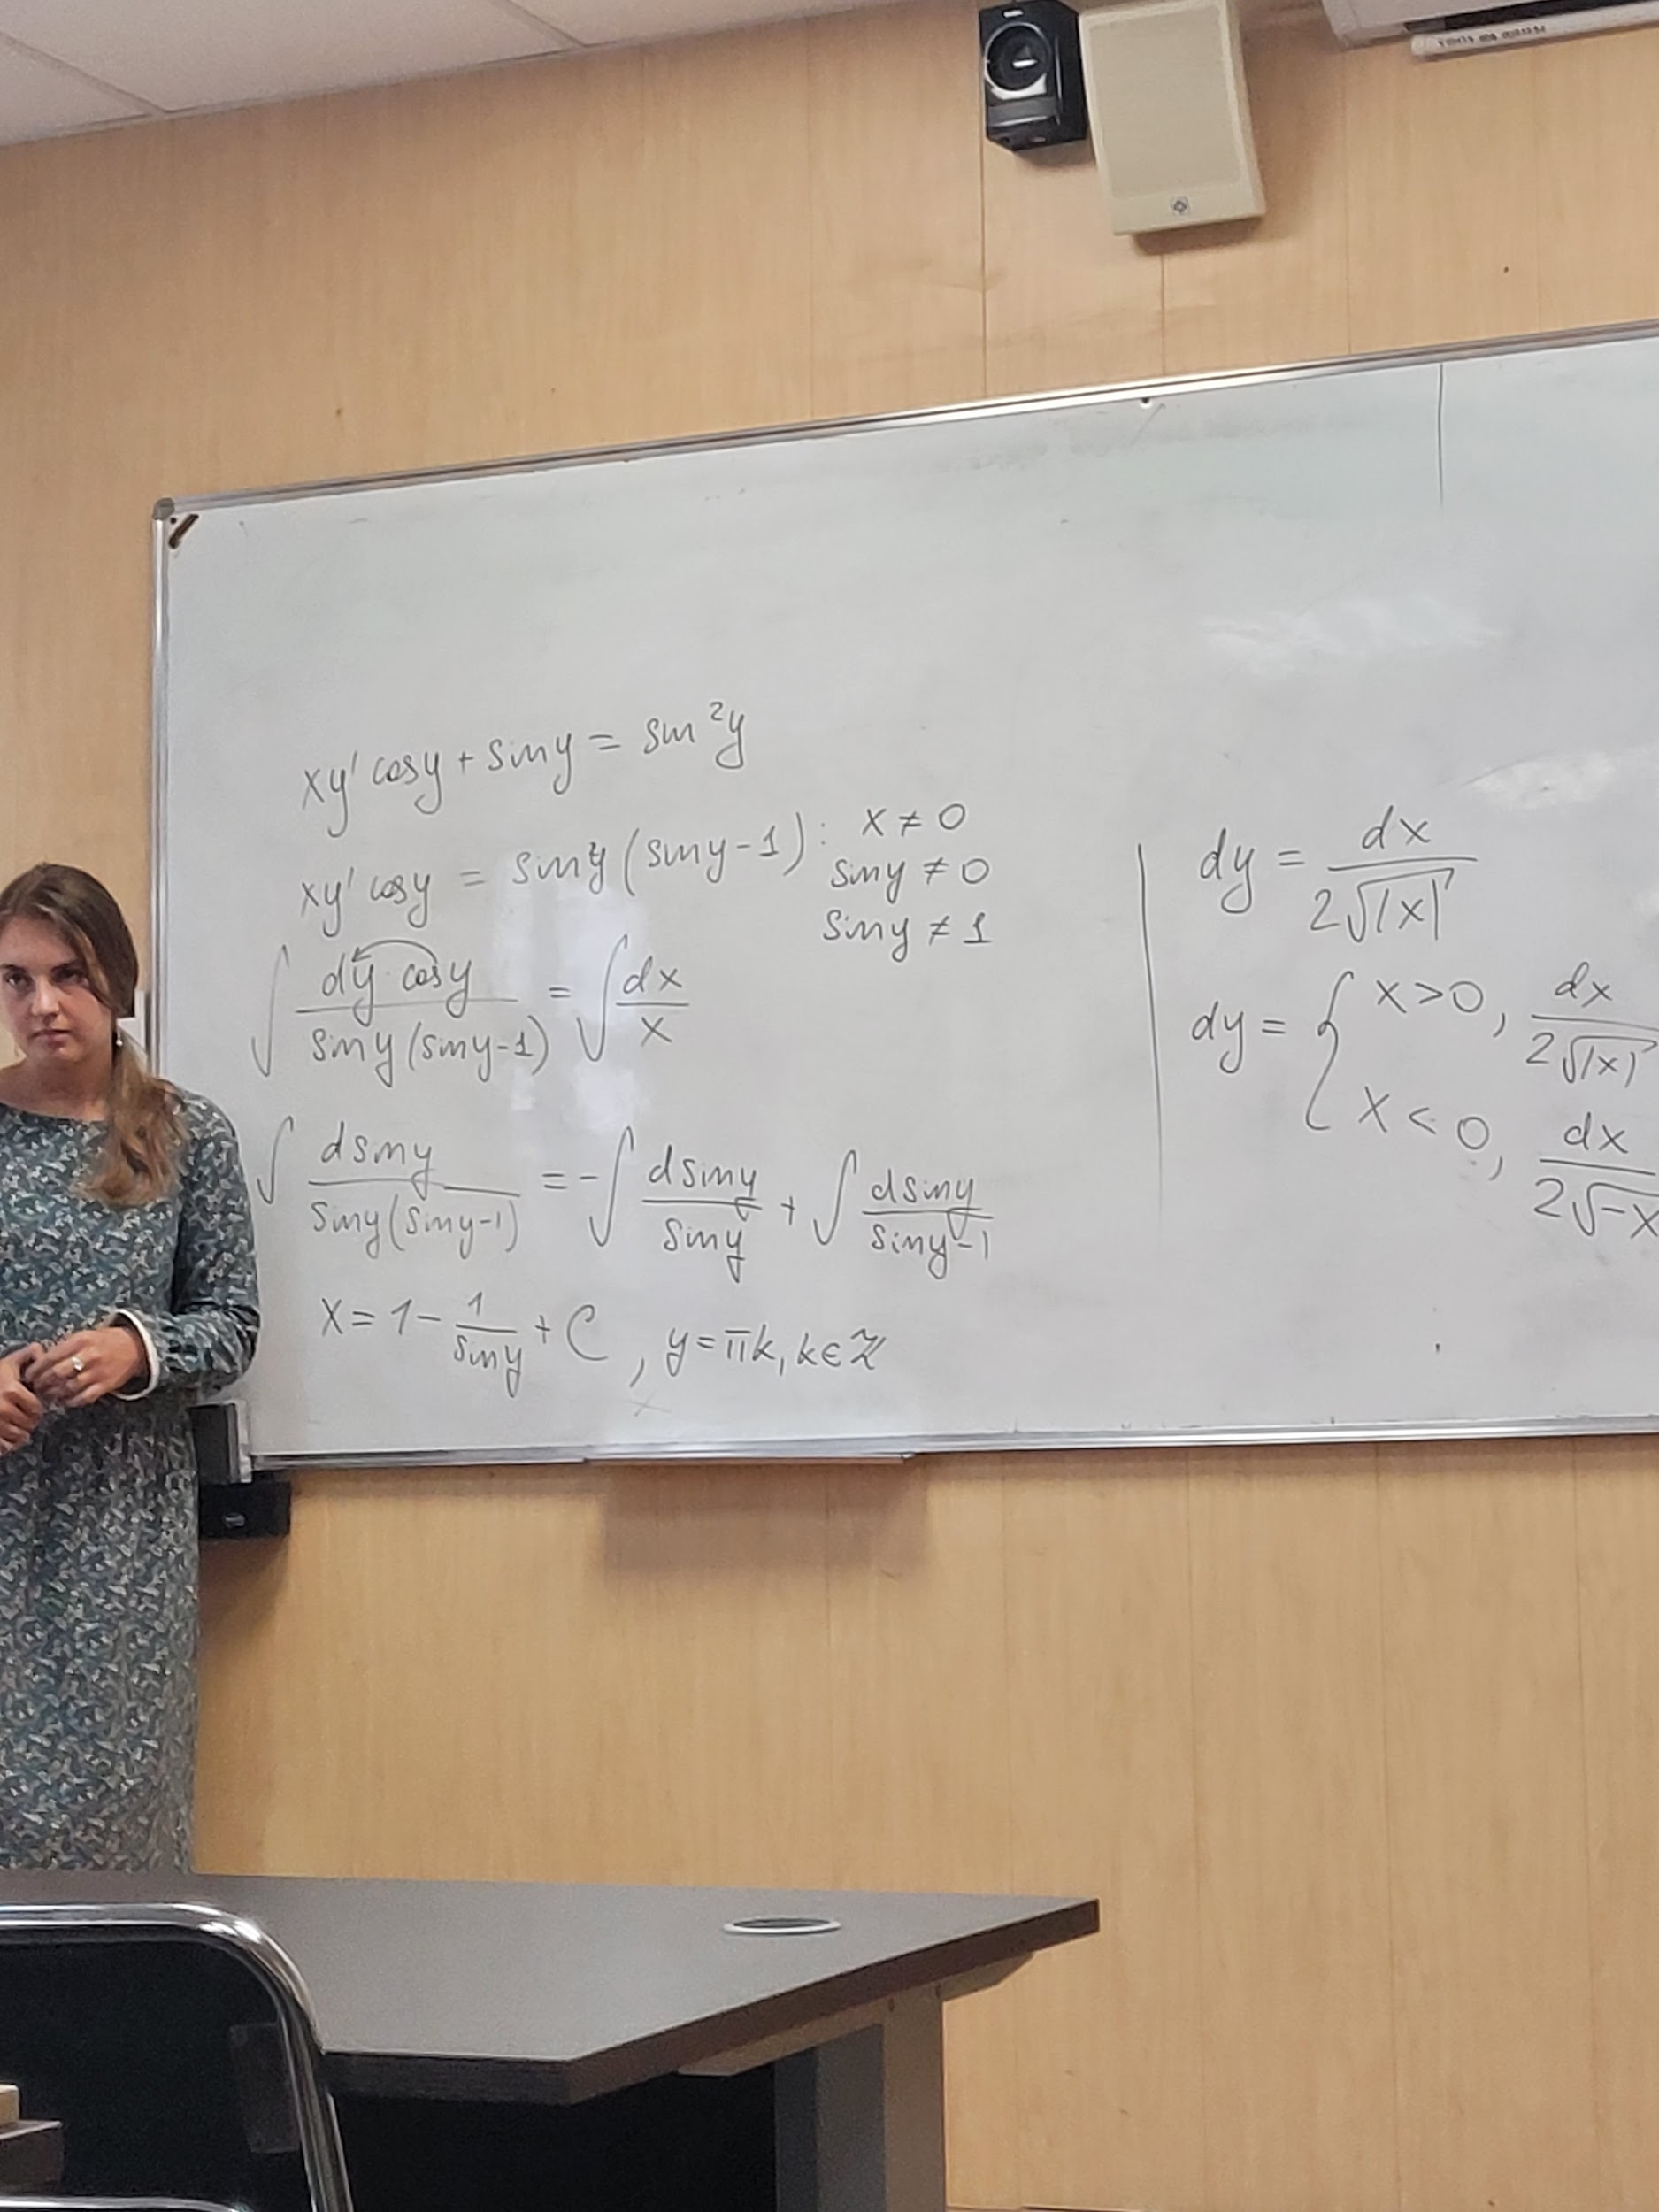 xy' cosy + siny = sin²y
xy' cosy = siny (siny-1) : x ≠ 0
siny ≠ 0
siny ≠ 1
∫ dy·cosy / siny(siny-1) = ∫ dx / x
∫ dsiny / siny(siny-1) = -∫ dsiny / siny + ∫ dsiny / siny-1
x = 1 - 1/siny + C , y = πk, k∈ℤ
dy = dx / 2√|x|
dy = { x>0, dx / 2√|x|
x<0, dx / 2√-x